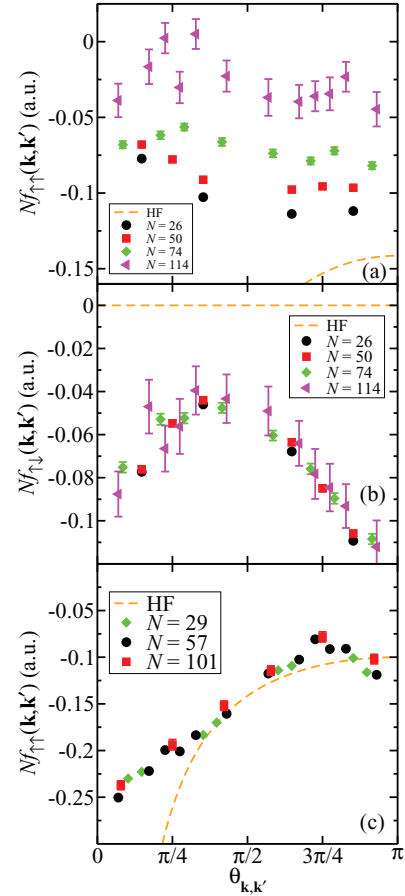 0
-0.05
-0.1
-0.15
Nf↑↑(k,k′) (a.u.)
HF
N = 26
N = 50
N = 74
N = 114
(a)
0
-0.02
-0.04
-0.06
-0.08
-0.1
Nf↑↓(k,k′) (a.u.)
HF
N = 26
N = 50
N = 74
N = 114
(b)
-0.05
-0.1
-0.15
-0.2
-0.25
Nf↑↑(k,k′) (a.u.)
HF
N = 29
N = 57
N = 101
(c)
0 π/4 π/2 3π/4 π
θk,k′